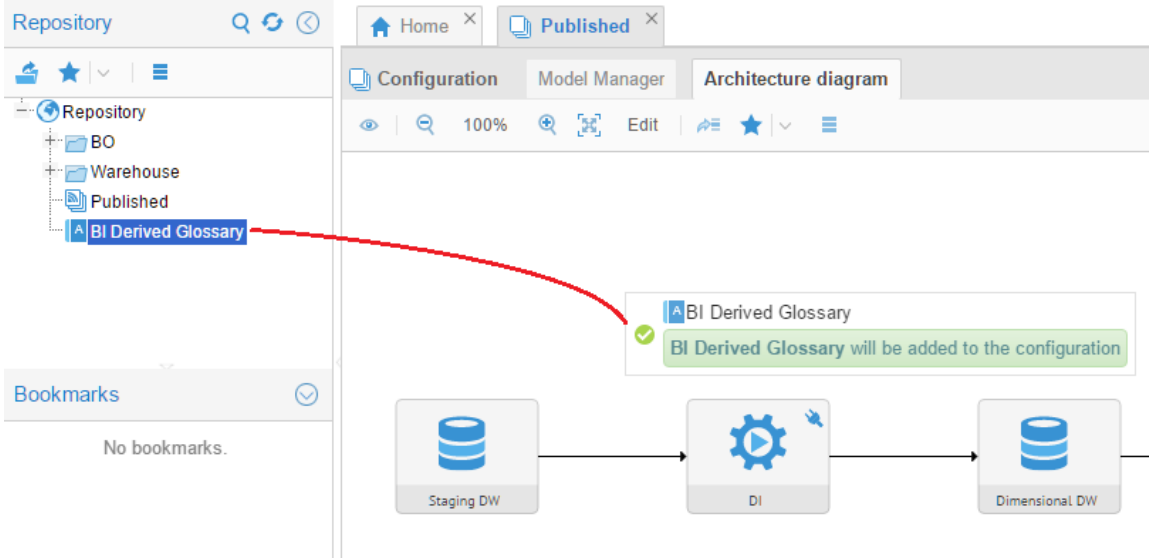 Repository
Home
Published
Configuration
Model Manager
Architecture diagram
100%
Edit
Repository
BO
Warehouse
Published
A BI Derived Glossary
A BI Derived Glossary
BI Derived Glossary will be added to the configuration
Bookmarks
No bookmarks.
Staging DW
DI
Dimensional DW